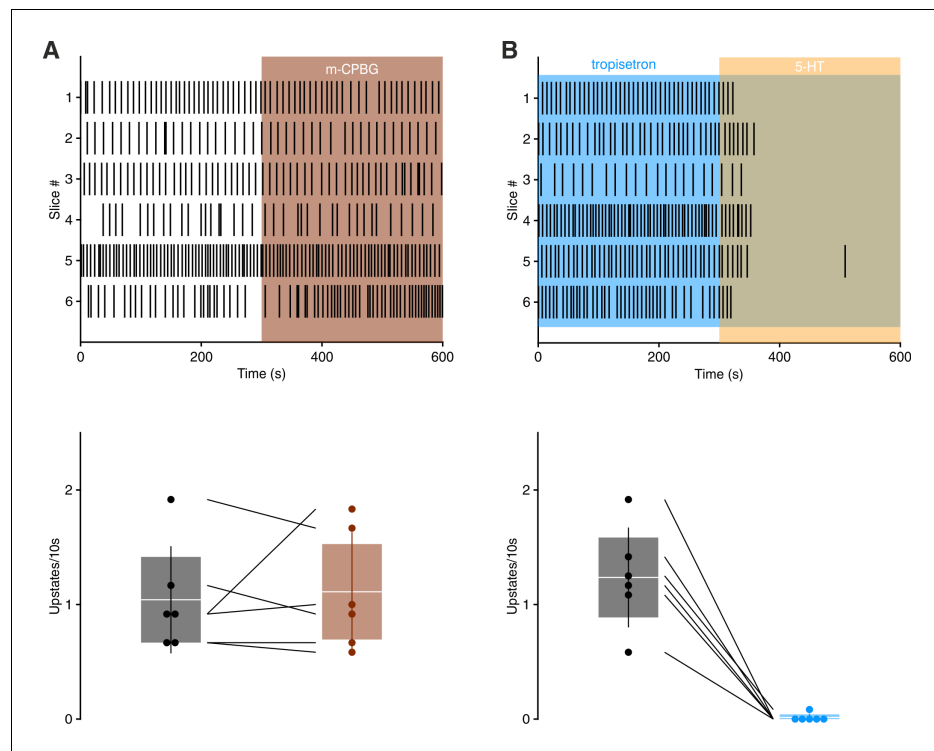 A
m-CPBG
Slice #
1
2
3
4
5
6
0 200 400 600
Time (s)
B
tropisetron 5-HT
Slice #
1
2
3
4
5
6
0 200 400 600
Time (s)
Upstates/10s
2
1
0
Upstates/10s
2
1
0